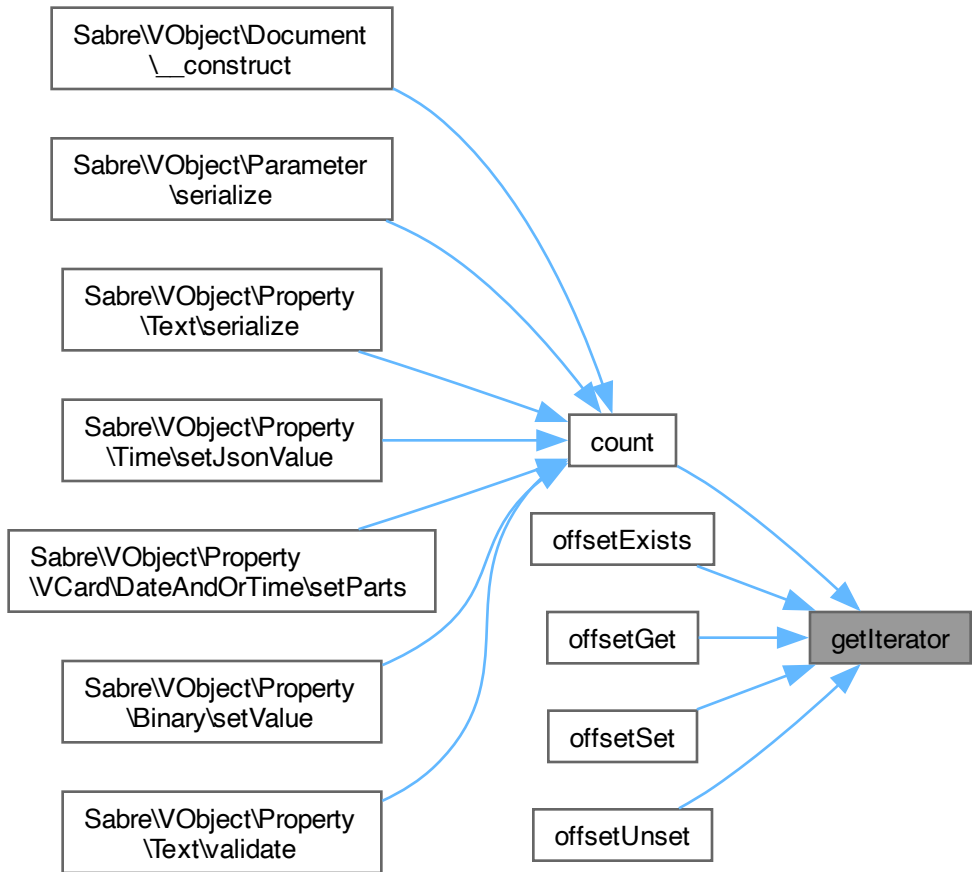 Sabre\VObject\Document
\__construct
Sabre\VObject\Parameter
\serialize
Sabre\VObject\Property
\Text\serialize
Sabre\VObject\Property
\Time\setJsonValue
Sabre\VObject\Property
\VCard\DateAndOrTime\setParts
Sabre\VObject\Property
\Binary\setValue
Sabre\VObject\Property
\Text\validate
count
offsetExists
offsetGet
offsetSet
offsetUnset
getIterator